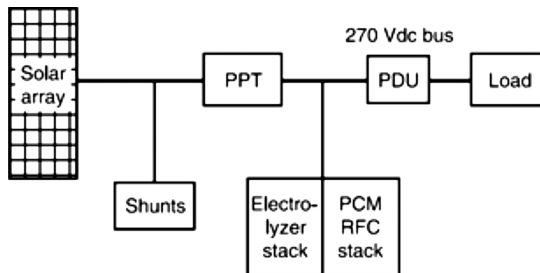 270 Vdc bus
Solar
array
PPT
PDU
Load
Shunts
Electro-
lyzer
stack
PCM
RFC
stack